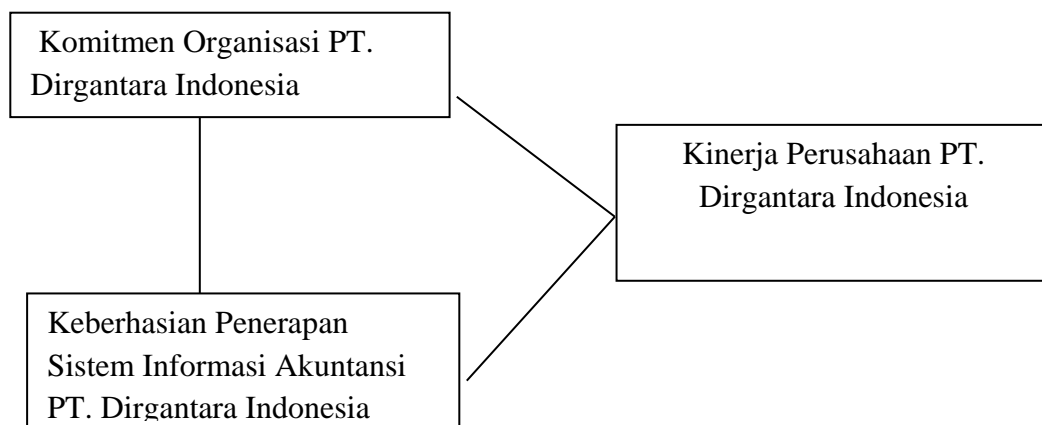 Komitmen Organisasi PT.
Dirgantara Indonesia
Kinerja Perusahaan PT.
Dirgantara Indonesia
Keberhasian Penerapan
Sistem Informasi Akuntansi
PT. Dirgantara Indonesia